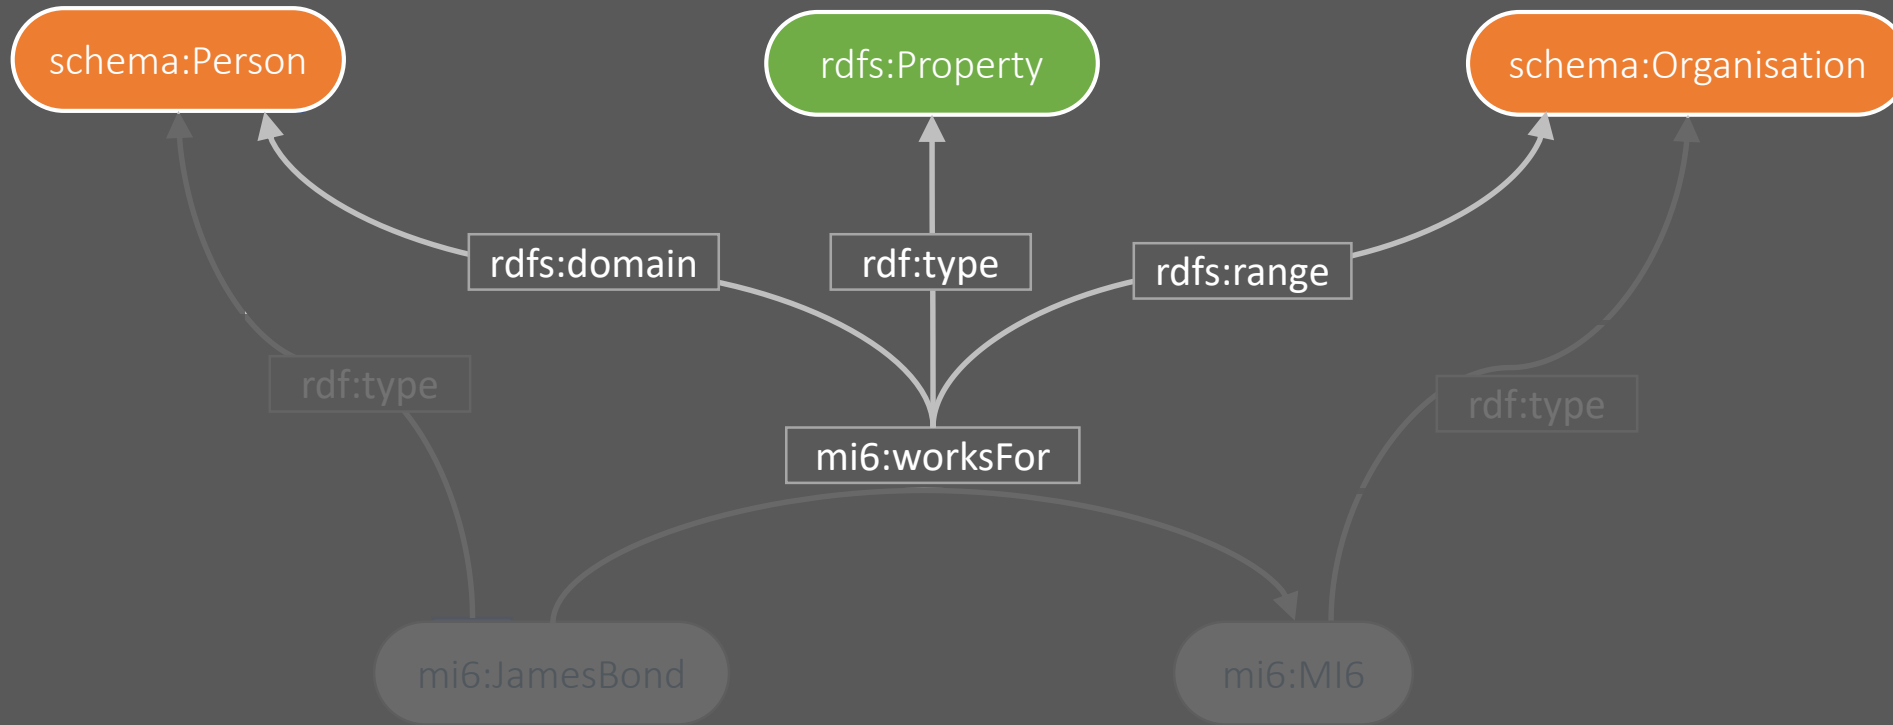 schema:Person
rdfs:Property
schema:Organisation
rdfs:domain
rdf:type
rdfs:range
rdf:type
rdf:type
mi6:worksFor
mi6:JamesBond
mi6:MI6